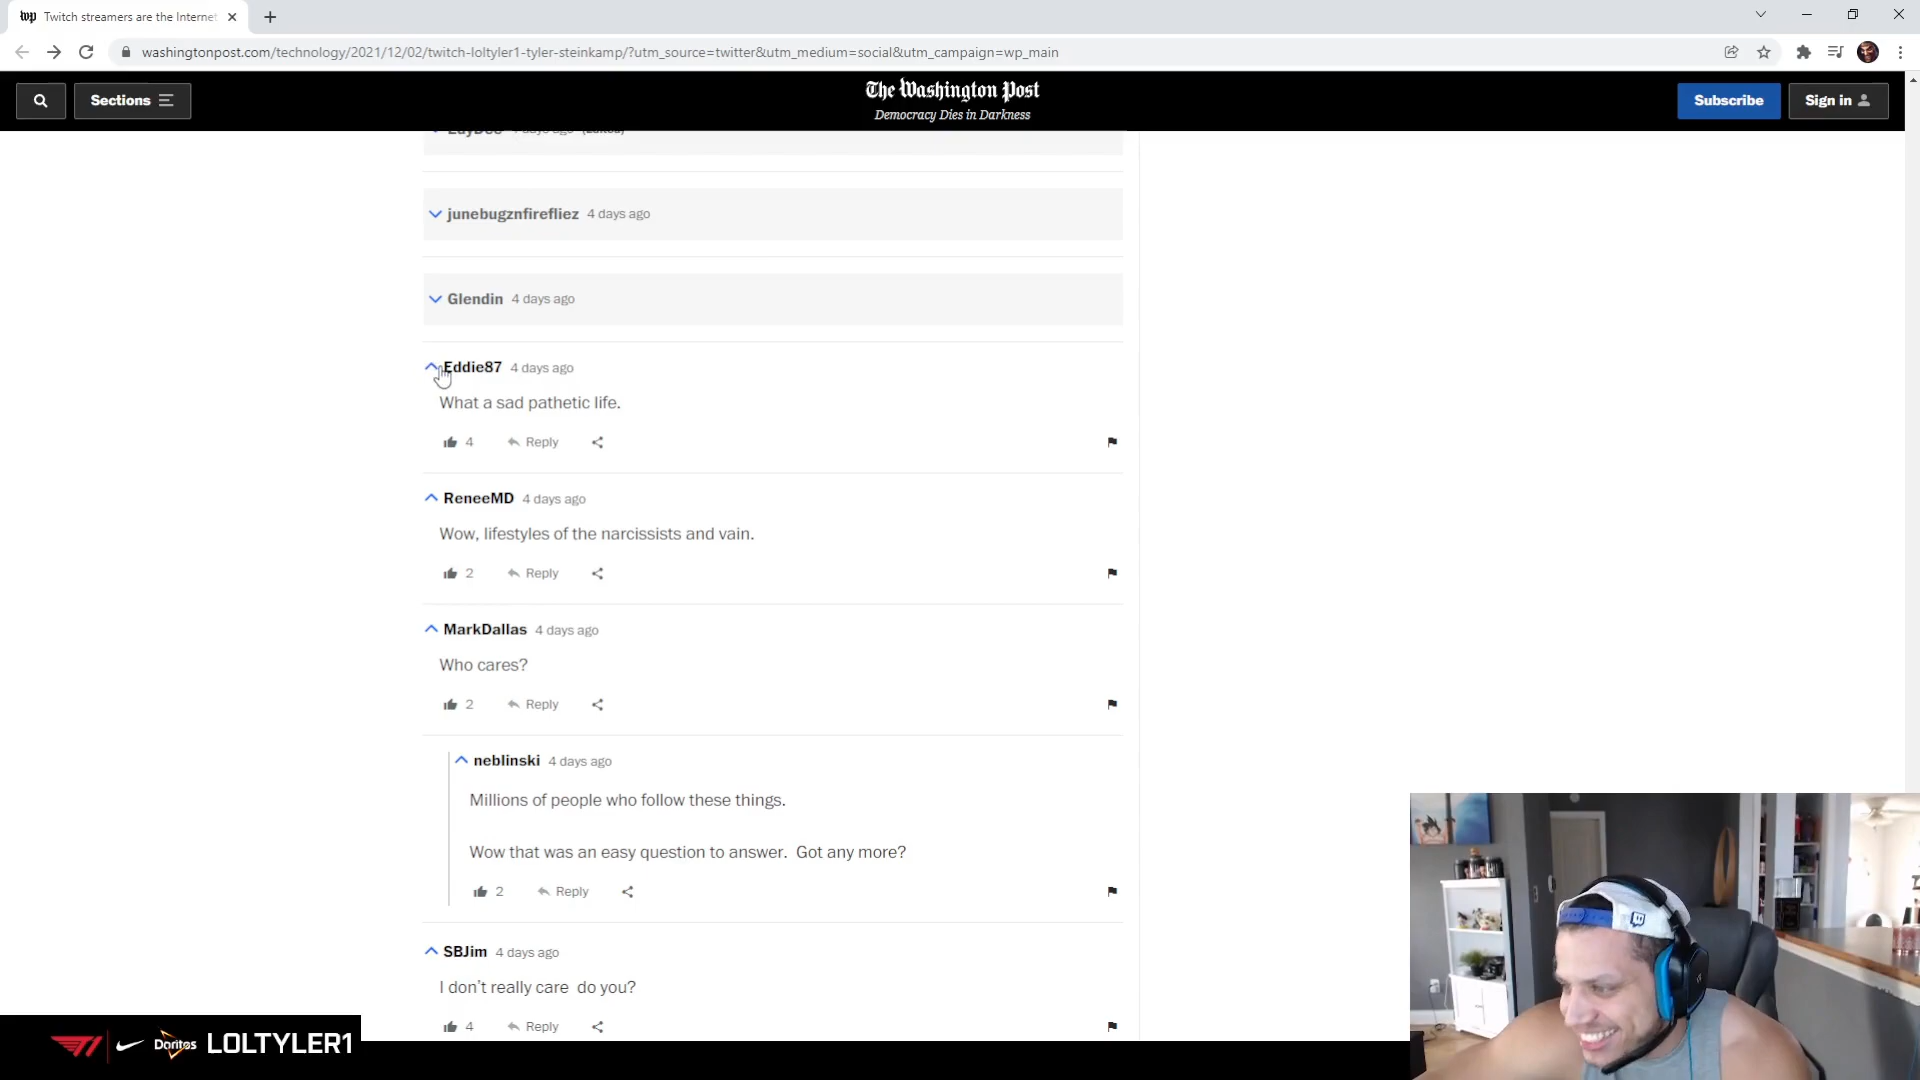 wp Twitch streamers are the Internet
washingtonpost.com/technology/2021/12/02/twitch-loltyler1-tyler-steinkamp/?utm_source=twitter&utm_medium=social&utm_campaign=wp_main
Sections
The Washington Post
Democracy Dies in Darkness
Subscribe
Sign in
junebugznfirefliez 4 days ago
Glendin 4 days ago
Eddie87 4 days ago
What a sad pathetic life.
4 Reply
ReneeMD 4 days ago
Wow, lifestyles of the narcissists and vain.
2 Reply
MarkDallas 4 days ago
Who cares?
2 Reply
neblinski 4 days ago
Millions of people who follow these things.
Wow that was an easy question to answer.  Got any more?
2 Reply
SBJim 4 days ago
I don't really care  do you?
4 Reply
T1 Doritos LOLTYLER1